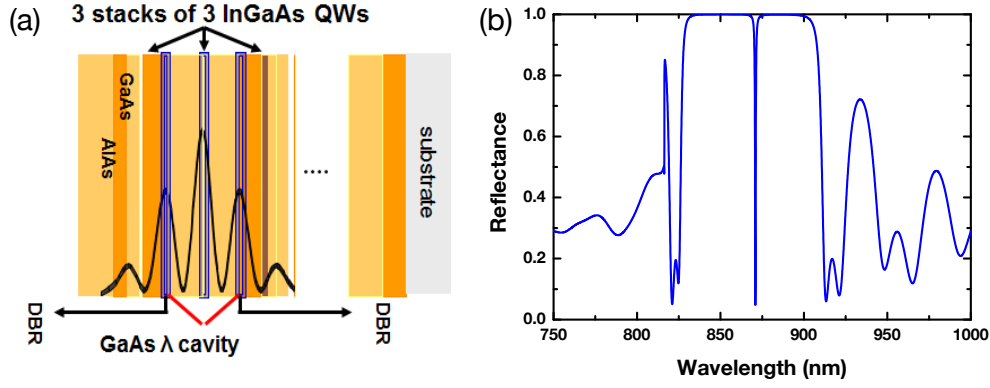 (a)
3 stacks of 3 InGaAs QWs
GaAs
AlAs
....
substrate
DBR
DBR
GaAs λ cavity
(b)
Reflectance
1.0
0.8
0.6
0.4
0.2
0.0
750 800 850 900 950 1000
Wavelength (nm)